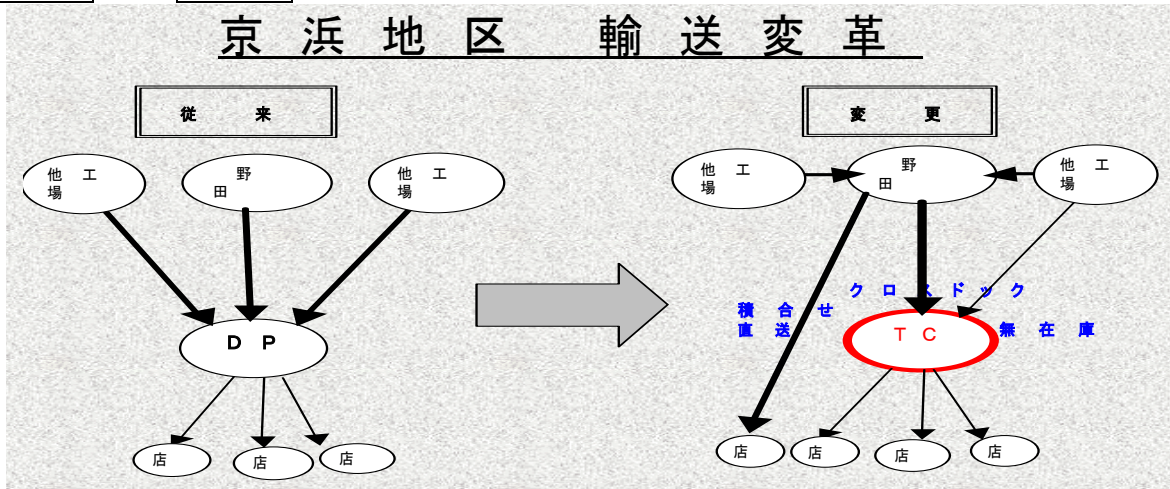 京浜地区 輸送変革
従来
変更
他工
場
野
田
他工
場
他工
場
野
田
他工
場
クロスドック
積合せ
直送
無在庫
DP
TC
店
店
店
店
店
店
店